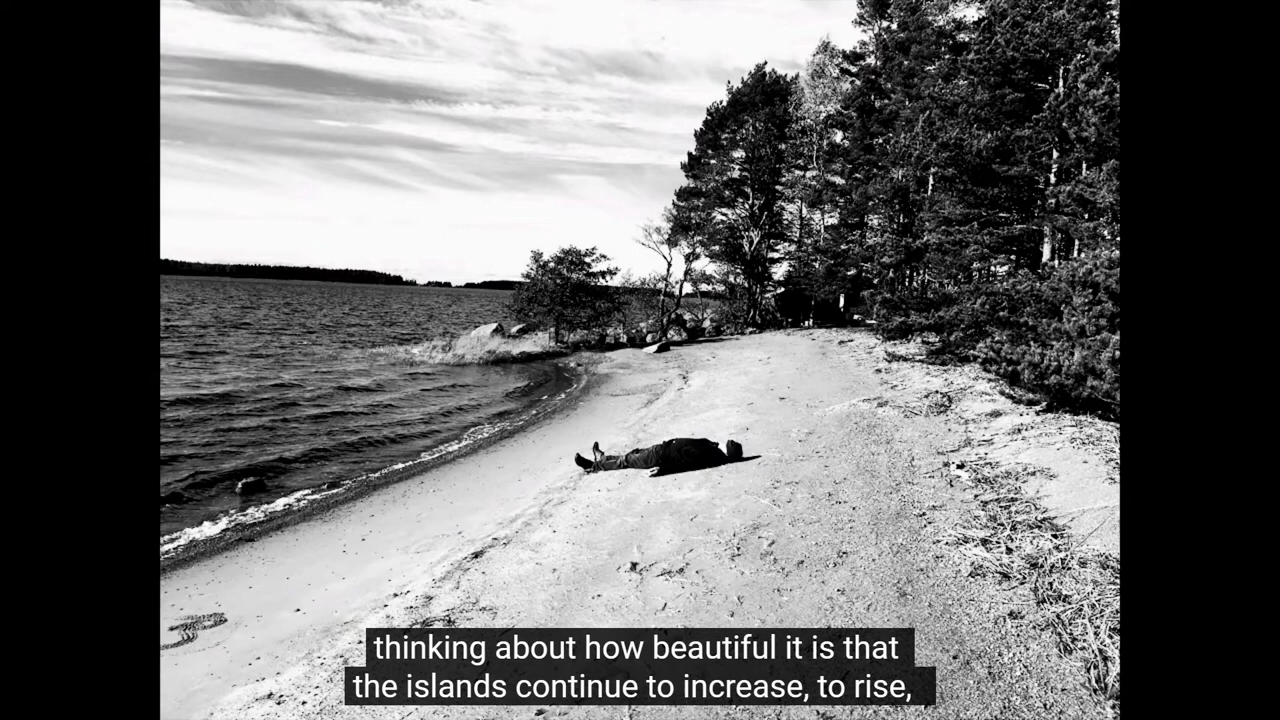 thinking about how beautiful it is that
the islands continue to increase, to rise,